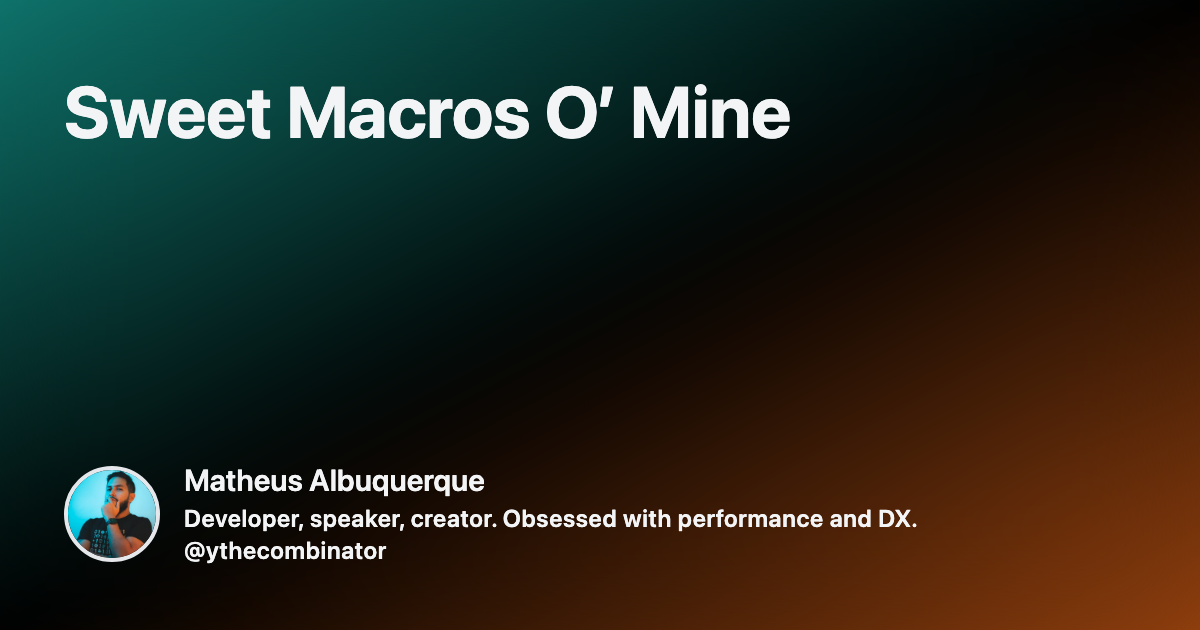 Sweet Macros O′ Mine
Matheus Albuquerque
Developer, speaker, creator. Obsessed with performance and DX.
@ythecombinator